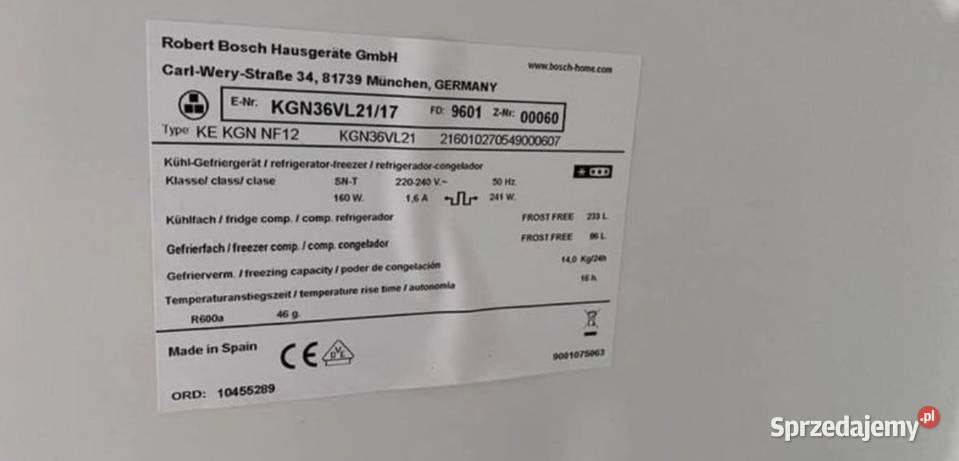 Robert Bosch Hausgeräte GmbH
www.bosch-home.com
Carl-Wery-Straße 34, 81739 München, GERMANY
E-Nr. KGN36VL21/17 FD: 9601 Z-Nr: 00060
Type: KE KGN NF12 KGN36VL21 216010270549000607
Kühl-Gefriergerät / refrigerator-freezer / refrigerador-congelador
Klasse/ class/ clase SN-T 220-240 V.~ 50 Hz.
160 W. 1,6 A 241 W.
Kühlfach / fridge comp. / comp. refrigerador FROST FREE 233 L
Gefrierfach / freezer comp. / comp. congelador FROST FREE 86 L
Gefrierverm. / freezing capacity / poder de congelación 14,0 Kg/24h
Temperaturanstiegszeit / temperature rise time / autonomía 16 h.
R600a 46 g.
Made in Spain CE DVE 9001075063
ORD: 10455289
Sprzedajemy.pl